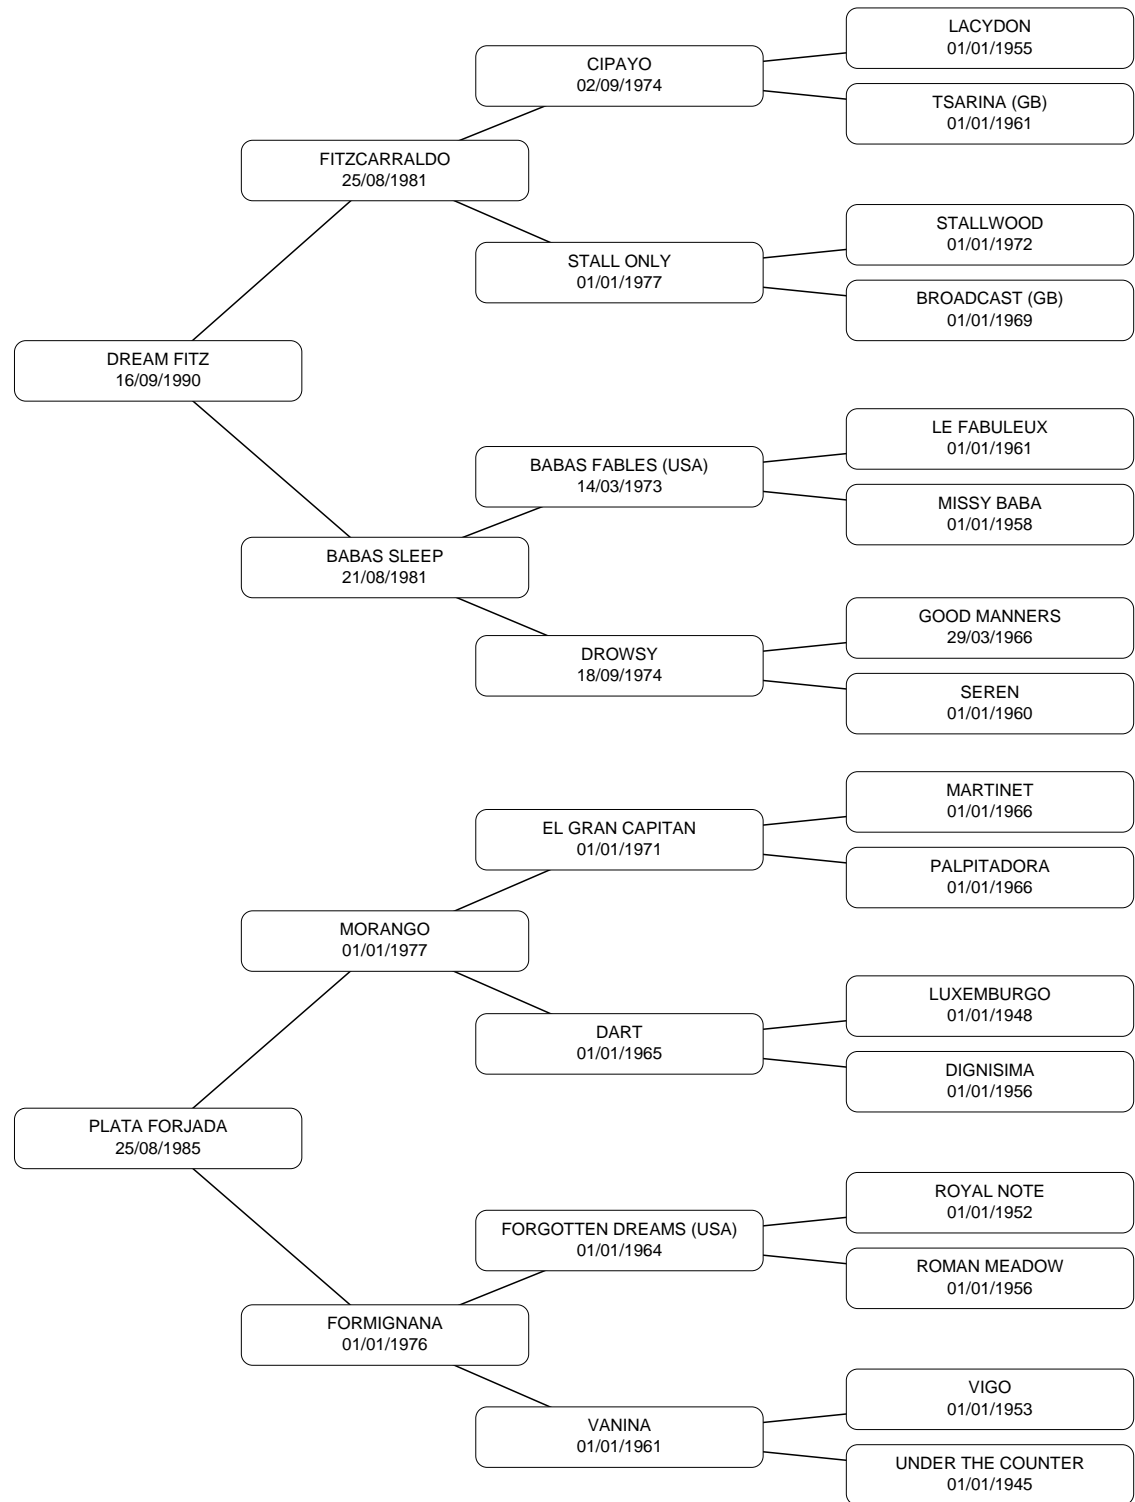 LACYDON
01/01/1955
CIPAYO
02/09/1974
TSARINA (GB)
01/01/1961
FITZCARRALDO
25/08/1981
STALLWOOD
01/01/1972
STALL ONLY
01/01/1977
BROADCAST (GB)
01/01/1969
DREAM FITZ
16/09/1990
LE FABULEUX
01/01/1961
BABAS FABLES (USA)
14/03/1973
MISSY BABA
01/01/1958
BABAS SLEEP
21/08/1981
GOOD MANNERS
29/03/1966
DROWSY
18/09/1974
SEREN
01/01/1960
MARTINET
01/01/1966
EL GRAN CAPITAN
01/01/1971
PALPITADORA
01/01/1966
MORANGO
01/01/1977
LUXEMBURGO
01/01/1948
DART
01/01/1965
DIGNISIMA
01/01/1956
PLATA FORJADA
25/08/1985
ROYAL NOTE
01/01/1952
FORGOTTEN DREAMS (USA)
01/01/1964
ROMAN MEADOW
01/01/1956
FORMIGNANA
01/01/1976
VIGO
01/01/1953
VANINA
01/01/1961
UNDER THE COUNTER
01/01/1945